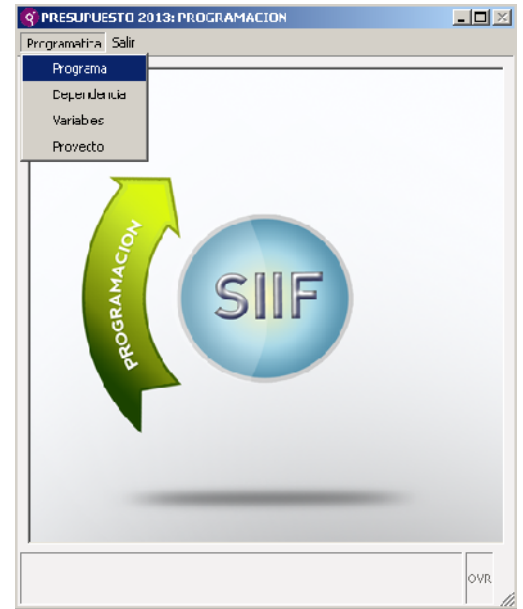 PRESUPUESTO 2013: PROGRAMACION
Programatica Salir
Programa
Dependencia
Variables
Proyecto
PROGRAMACION
SIIF
OVR